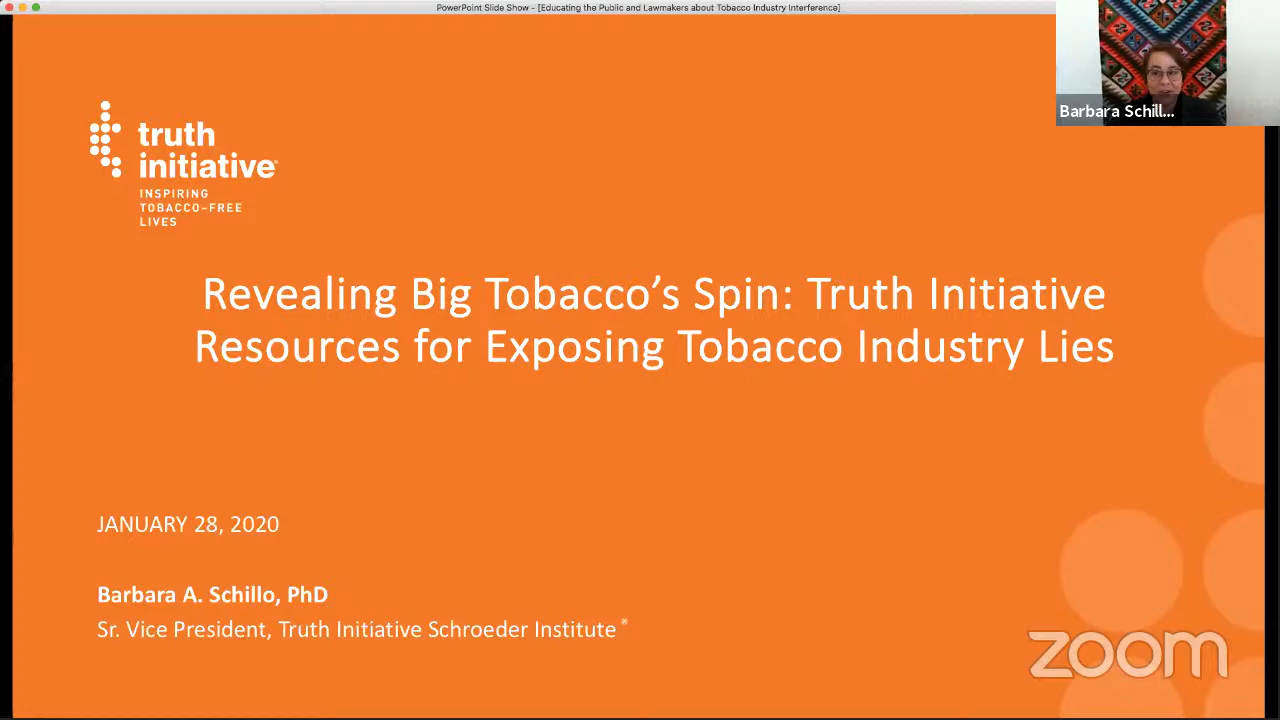 PowerPoint Slide Show - [Educating the Public and Lawmakers about Tobacco Industry Interference]
Barbara Schill...
truth
initiative
INSPIRING
TOBACCO-FREE
LIVES
Revealing Big Tobacco's Spin: Truth Initiative
Resources for Exposing Tobacco Industry Lies
JANUARY 28, 2020
Barbara A. Schillo, PhD
Sr. Vice President, Truth Initiative Schroeder Institute®
zoom